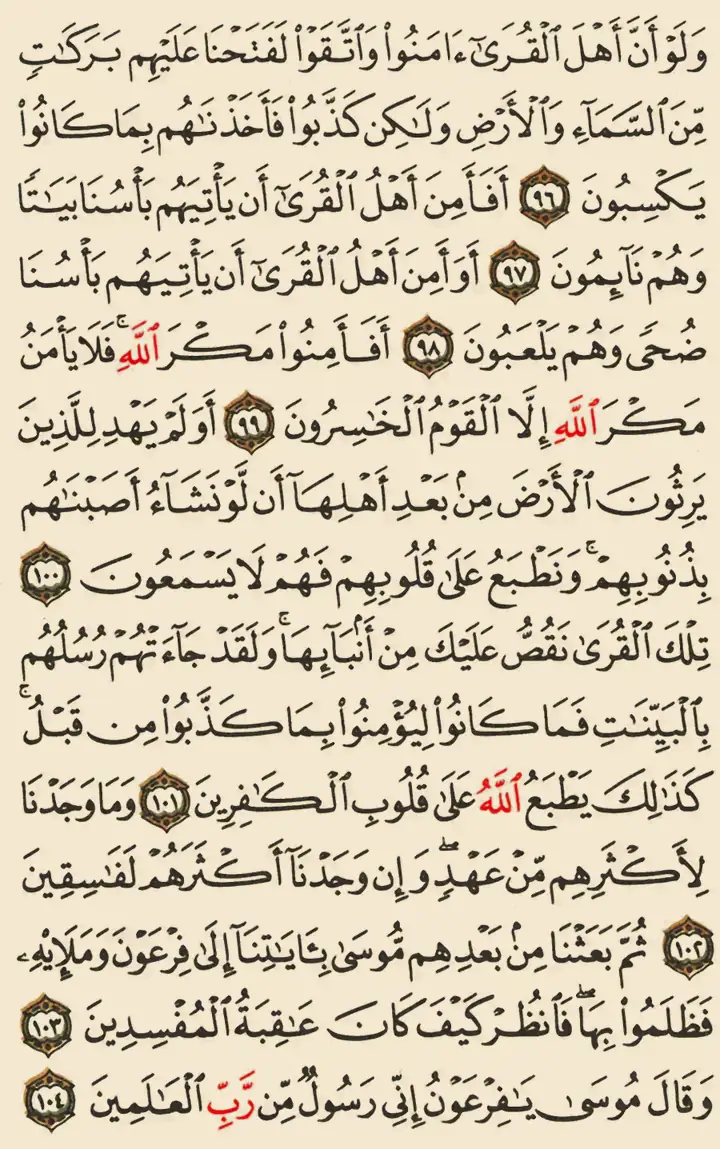 وَلَوْ أَنَّ أَهْلَ ٱلْقُرَىٰٓ ءَامَنُوا۟ وَٱتَّقَوْا۟ لَفَتَحْنَا عَلَيْهِم بَرَكَـٰتٍ
مِّنَ ٱلسَّمَآءِ وَٱلْأَرْضِ وَلَـٰكِن كَذَّبُوا۟ فَأَخَذْنَـٰهُم بِمَا كَانُوا۟
يَكْسِبُونَ ٩٦ أَفَأَمِنَ أَهْلُ ٱلْقُرَىٰٓ أَن يَأْتِيَهُم بَأْسُنَا بَيَـٰتًا
وَهُمْ نَآئِمُونَ ٩٧ أَوَأَمِنَ أَهْلُ ٱلْقُرَىٰٓ أَن يَأْتِيَهُم بَأْسُنَا
ضُحًى وَهُمْ يَلْعَبُونَ ٩٨ أَفَأَمِنُوا۟ مَكْرَ ٱللَّهِ ۚ فَلَا يَأْمَنُ
مَكْرَ ٱللَّهِ إِلَّا ٱلْقَوْمُ ٱلْخَـٰسِرُونَ ٩٩ أَوَلَمْ يَهْدِ لِلَّذِينَ
يَرِثُونَ ٱلْأَرْضَ مِنۢ بَعْدِ أَهْلِهَآ أَن لَّوْ نَشَآءُ أَصَبْنَـٰهُم
بِذُنُوبِهِمْ ۚ وَنَطْبَعُ عَلَىٰ قُلُوبِهِمْ فَهُمْ لَا يَسْمَعُونَ ١٠٠
تِلْكَ ٱلْقُرَىٰ نَقُصُّ عَلَيْكَ مِنْ أَنۢبَآئِهَا ۚ وَلَقَدْ جَآءَتْهُمْ رُسُلُهُم
بِٱلْبَيِّنَـٰتِ فَمَا كَانُوا۟ لِيُؤْمِنُوا۟ بِمَا كَذَّبُوا۟ مِن قَبْلُ ۚ
كَذَٰلِكَ يَطْبَعُ ٱللَّهُ عَلَىٰ قُلُوبِ ٱلْكَـٰفِرِينَ ١٠١ وَمَا وَجَدْنَا
لِأَكْثَرِهِم مِّنْ عَهْدٍ ۖ وَإِن وَجَدْنَآ أَكْثَرَهُمْ لَفَـٰسِقِينَ
١٠٢ ثُمَّ بَعَثْنَا مِنۢ بَعْدِهِم مُّوسَىٰ بِـَٔايَـٰتِنَآ إِلَىٰ فِرْعَوْنَ وَمَلَإِي۟هِۦ
فَظَلَمُوا۟ بِهَا ۖ فَٱنظُرْ كَيْفَ كَانَ عَـٰقِبَةُ ٱلْمُفْسِدِينَ ١٠٣
وَقَالَ مُوسَىٰ يَـٰفِرْعَوْنُ إِنِّى رَسُولٌ مِّن رَّبِّ ٱلْعَـٰلَمِينَ ١٠٤